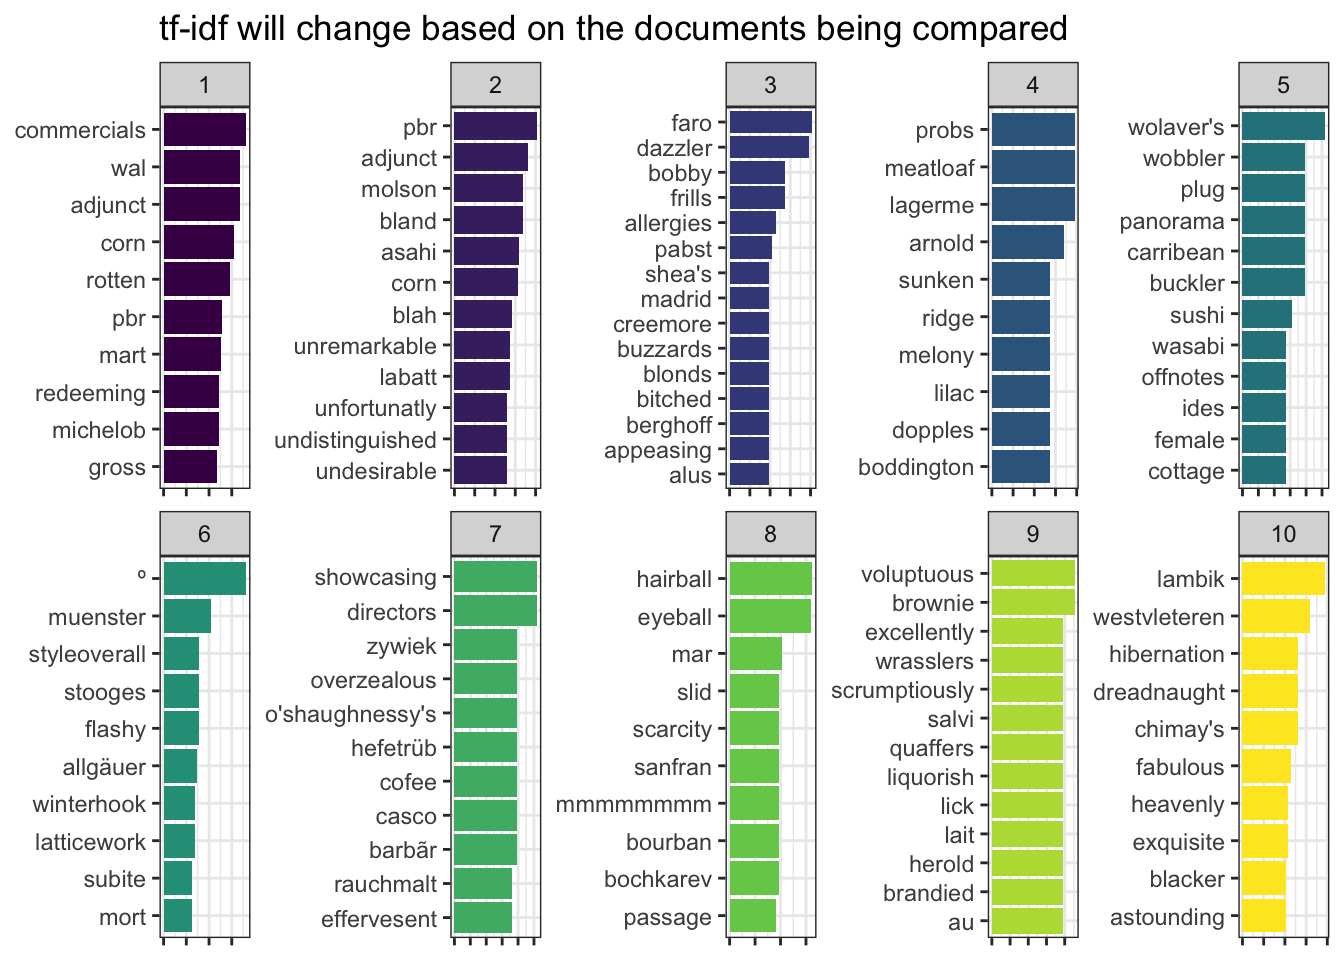 tf-idf will change based on the documents being compared
1
commercials
wal
adjunct
corn
rotten
pbr
mart
redeeming
michelob
gross
2
pbr
adjunct
molson
bland
asahi
corn
blah
unremarkable
labatt
unfortunatly
undistinguished
undesirable
3
faro
dazzler
bobby
frills
allergies
pabst
shea's
madrid
creemore
buzzards
blonds
bitched
berghoff
appeasing
alus
4
probs
meatloaf
lagerme
arnold
sunken
ridge
melony
lilac
dopples
boddington
5
wolaver's
wobbler
plug
panorama
carribean
buckler
sushi
wasabi
offnotes
ides
female
cottage
6
º
muenster
styleoverall
stooges
flashy
allgäuer
winterhook
latticework
subite
mort
7
showcasing
directors
zywiek
overzealous
o'shaughnessy's
hefetrüb
cofee
casco
barbãr
rauchmalt
effervesent
8
hairball
eyeball
mar
slid
scarcity
sanfran
mmmmmmmm
bourban
bochkarev
passage
9
voluptuous
brownie
excellently
wrasslers
scrumptiously
salvi
quaffers
liquorish
lick
lait
herold
brandied
au
10
lambik
westvleteren
hibernation
dreadnaught
chimay's
fabulous
heavenly
exquisite
blacker
astounding